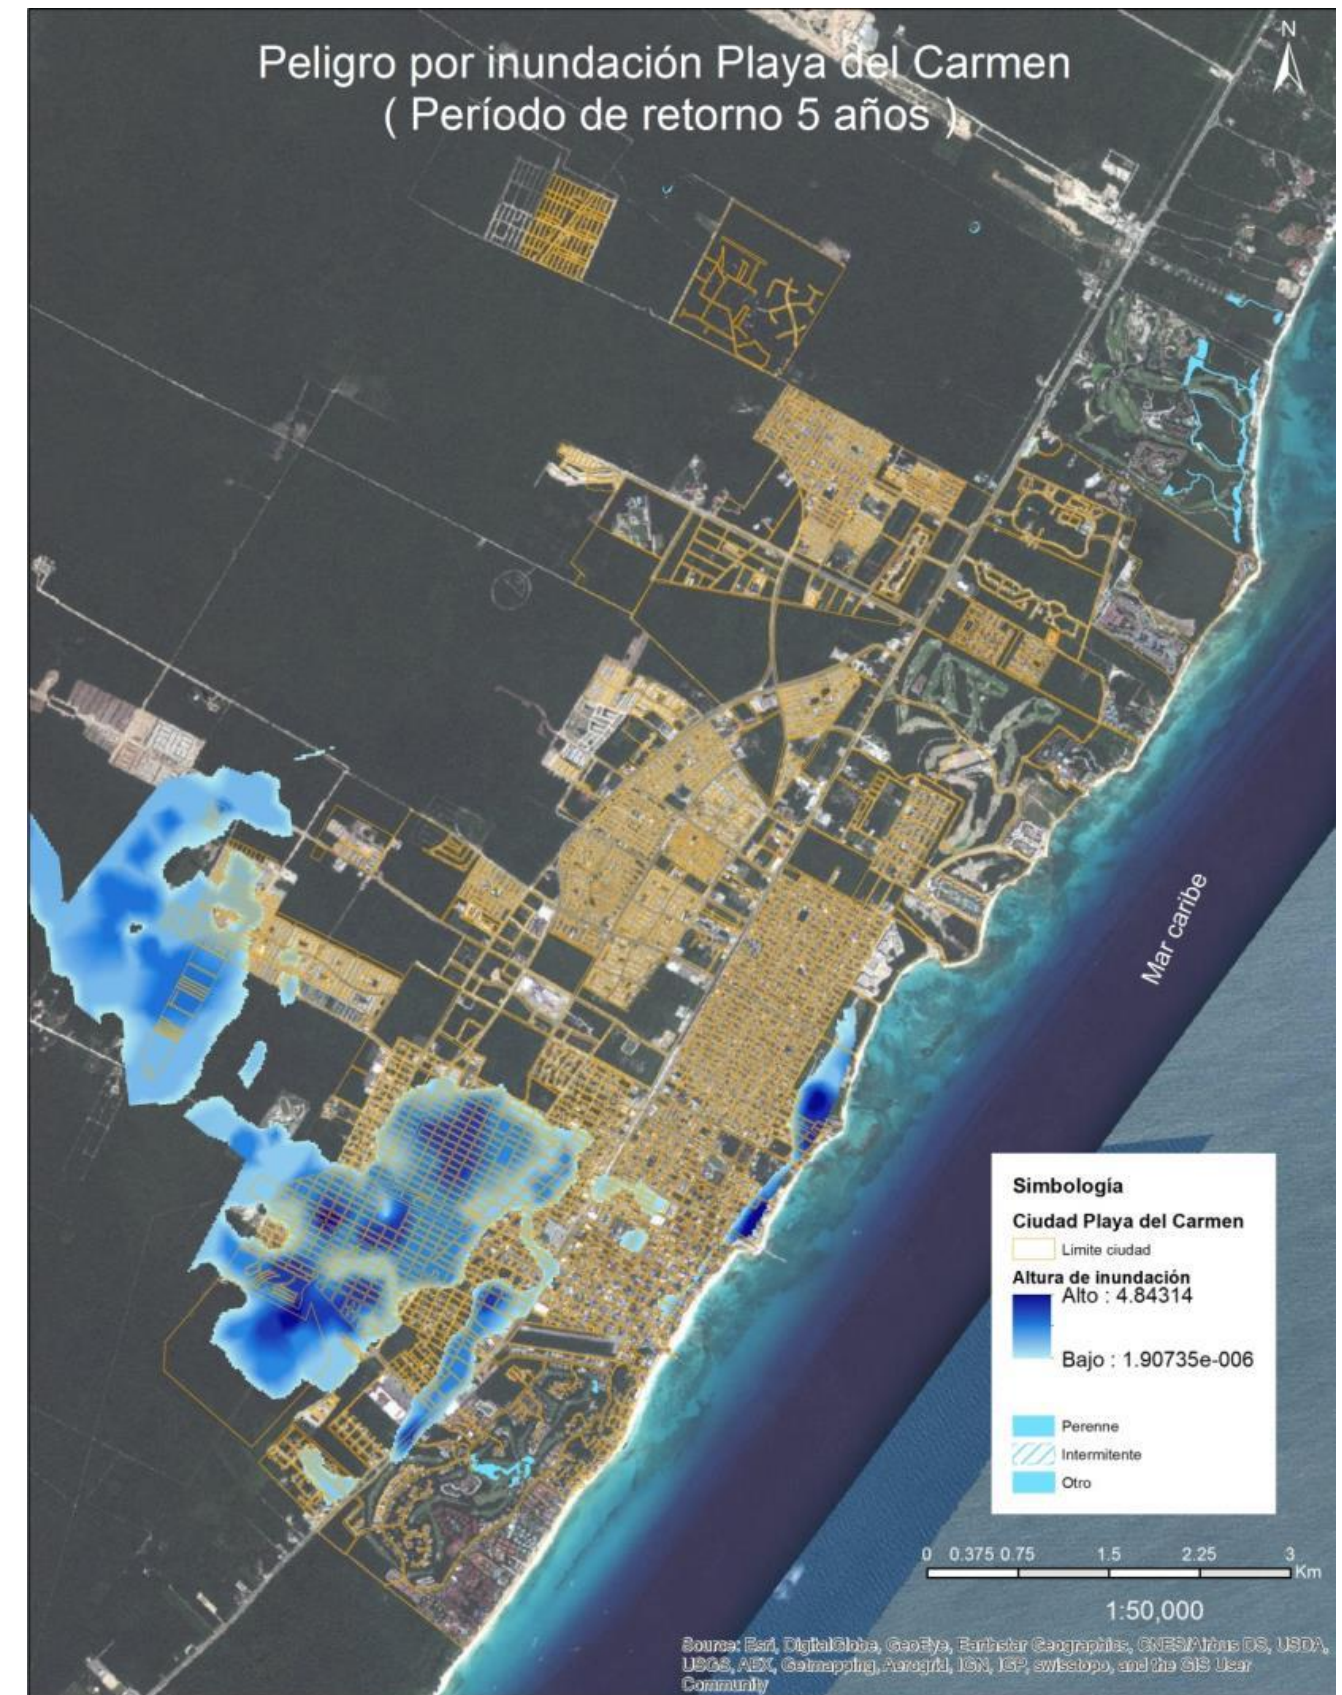 Peligro por inundación Playa del Carmen
( Período de retorno 5 años )
N
Mar caribe
Simbología
Ciudad Playa del Carmen
Limite ciudad
Altura de inundación
Alto : 4.84314
Bajo : 1.90735e-006
Perenne
Intermitente
Otro
0 0.375 0.75 1.5 2.25 3
Km
1:50,000
Source: Esri, DigitalGlobe, GeoEye, Earthstar Geographics, CNES/Airbus DS, USDA,
USGS, AEX, Getmapping, Aerogrid, IGN, IGP, swisstopo, and the GIS User
Community